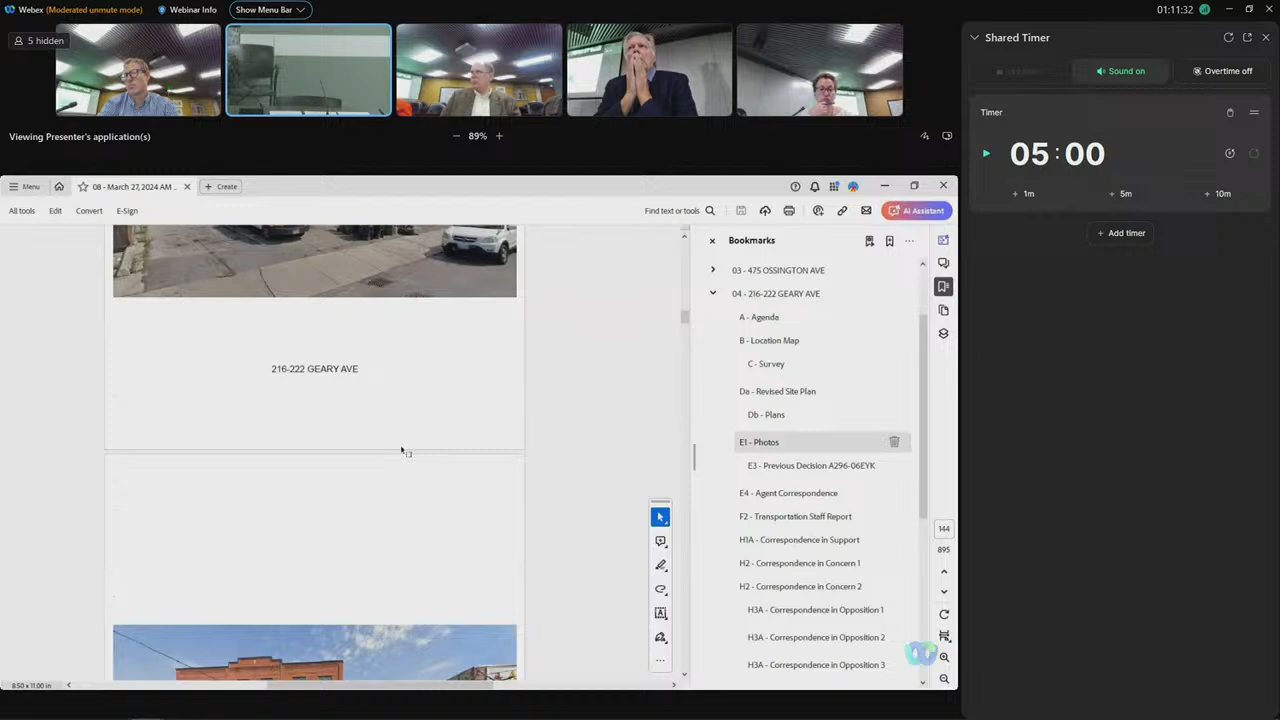 Webex (Moderated unmute mode) Webinar Info Show Menu Bar 01:11:32
5 hidden
Shared Timer
Sound on Overtime off
Timer
05:00
+ 1m + 5m + 10m
+ Add timer
Viewing Presenter's application(s) − 89% +
Menu 08 - March 27, 2024 AM... + Create
All tools Edit Convert E-Sign Find text or tools AI Assistant
216-222 GEARY AVE
8.50 x 11.00 in
Bookmarks
03 - 475 OSSINGTON AVE
04 - 216-222 GEARY AVE
A - Agenda
B - Location Map
C - Survey
Da - Revised Site Plan
Db - Plans
E1 - Photos
E3 - Previous Decision A296-06EYK
E4 - Agent Correspondence
F2 - Transportation Staff Report
H1A - Correspondence in Support
H2 - Correspondence in Concern 1
H2 - Correspondence in Concern 2
H3A - Correspondence in Opposition 1
H3A - Correspondence in Opposition 2
H3A - Correspondence in Opposition 3
144
895